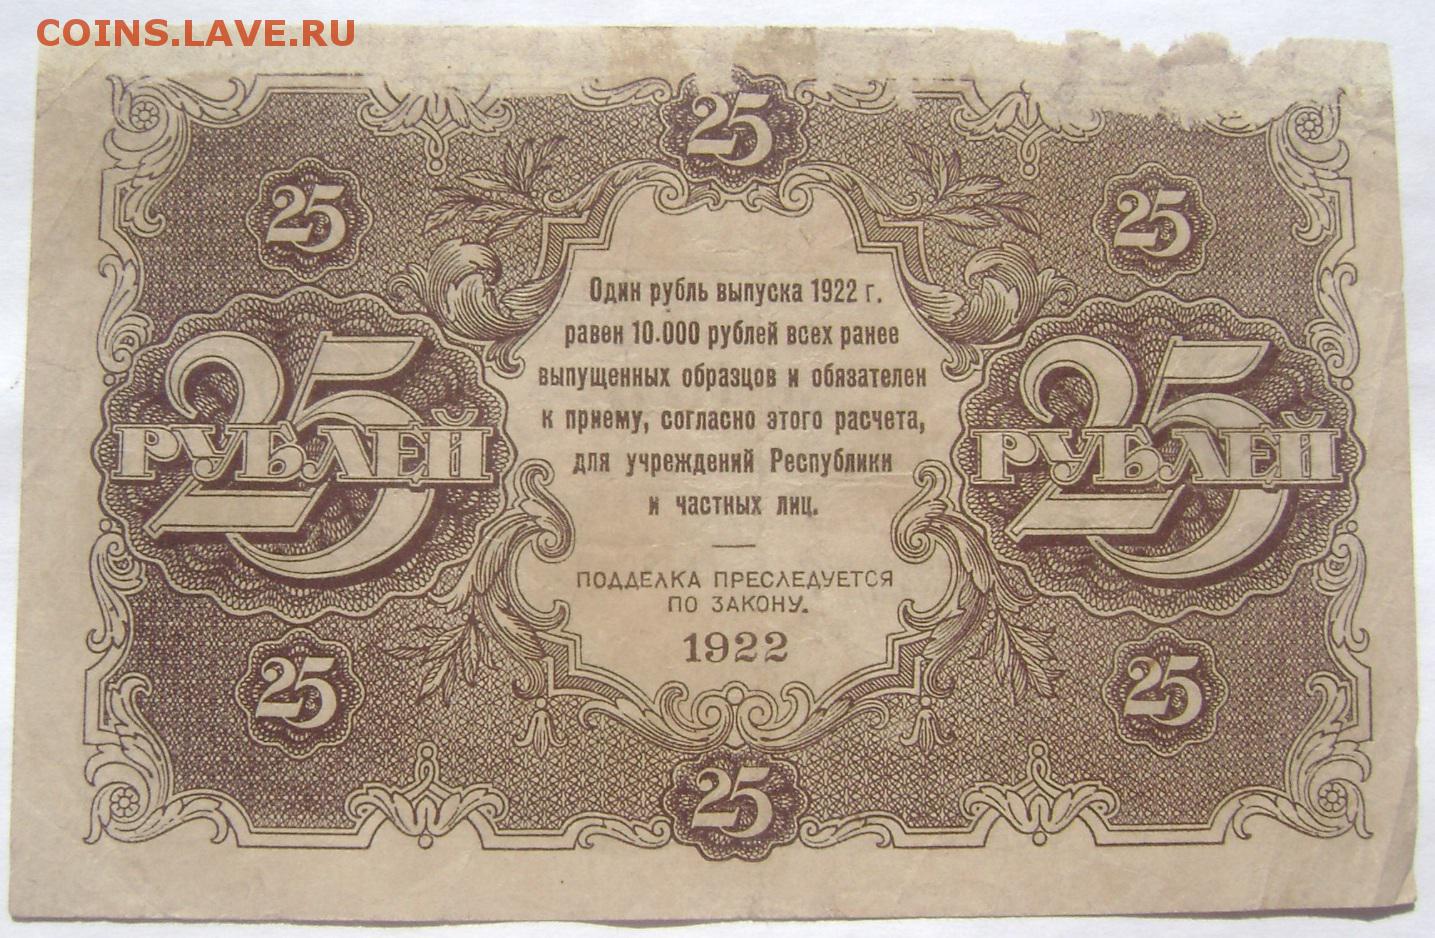 COINS.LAVE.RU
25
25
25
Один рубль выпуска 1922 г.
равен 10.000 рублей всех ранее
выпущенных образцов и обязателен
к приему, согласно этого расчета,
для учреждений Республики
и частных лиц.
25 РУБЛЕЙ
25 РУБЛЕЙ
ПОДДЕЛКА ПРЕСЛЕДУЕТСЯ
ПО ЗАКОНУ.
1922
25
25
25